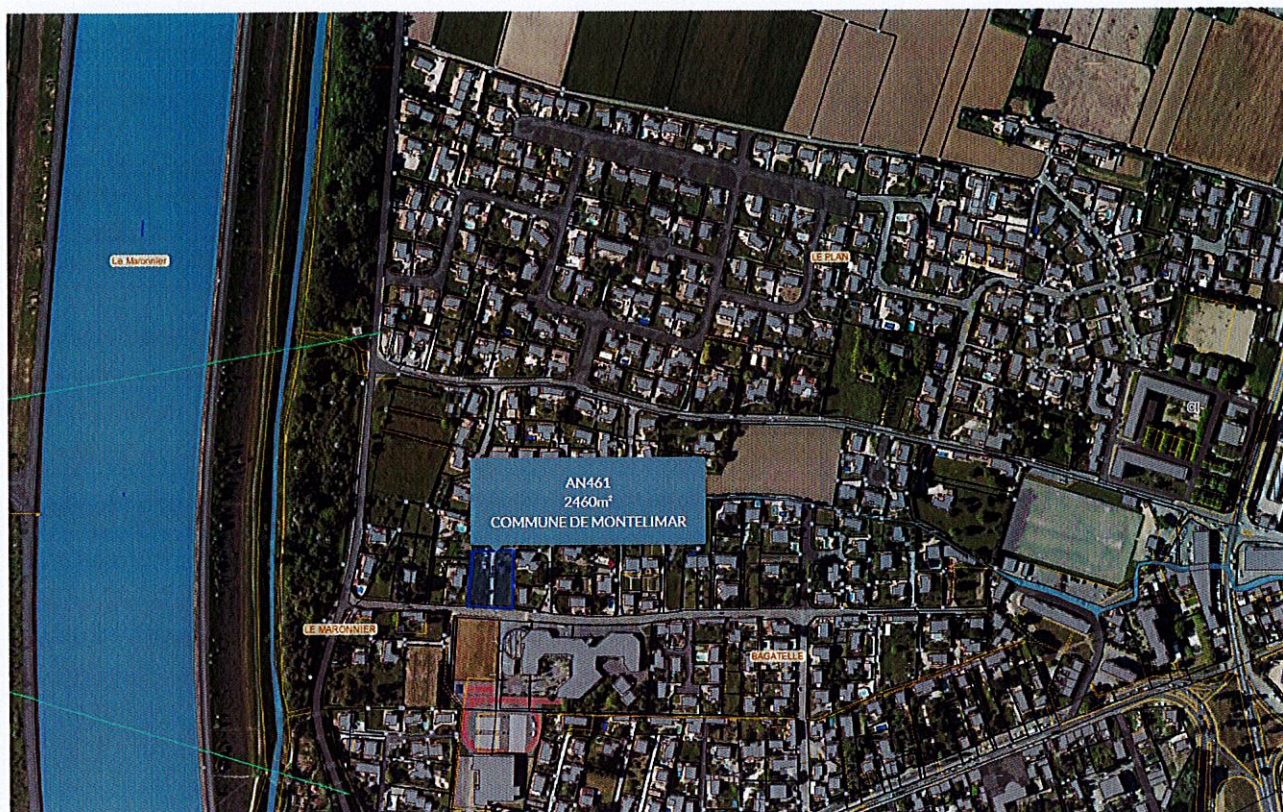 Le Maronnier
LE PLAN
AN461
2460m²
COMMUNE DE MONTELIMAR
LE MARONNIER
BAGATELLE